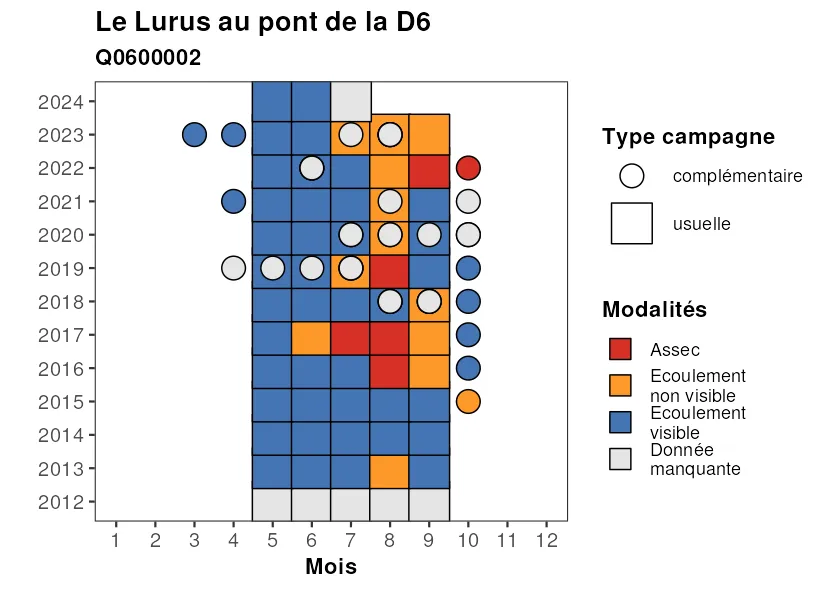 Le Lurus au pont de la D6
Q0600002
2024
2023
2022
2021
2020
2019
2018
2017
2016
2015
2014
2013
2012
1 2 3 4 5 6 7 8 9 10 11 12
Mois
Type campagne
complémentaire
usuelle
Modalités
Assec
Ecoulement
non visible
Ecoulement
visible
Donnée
manquante